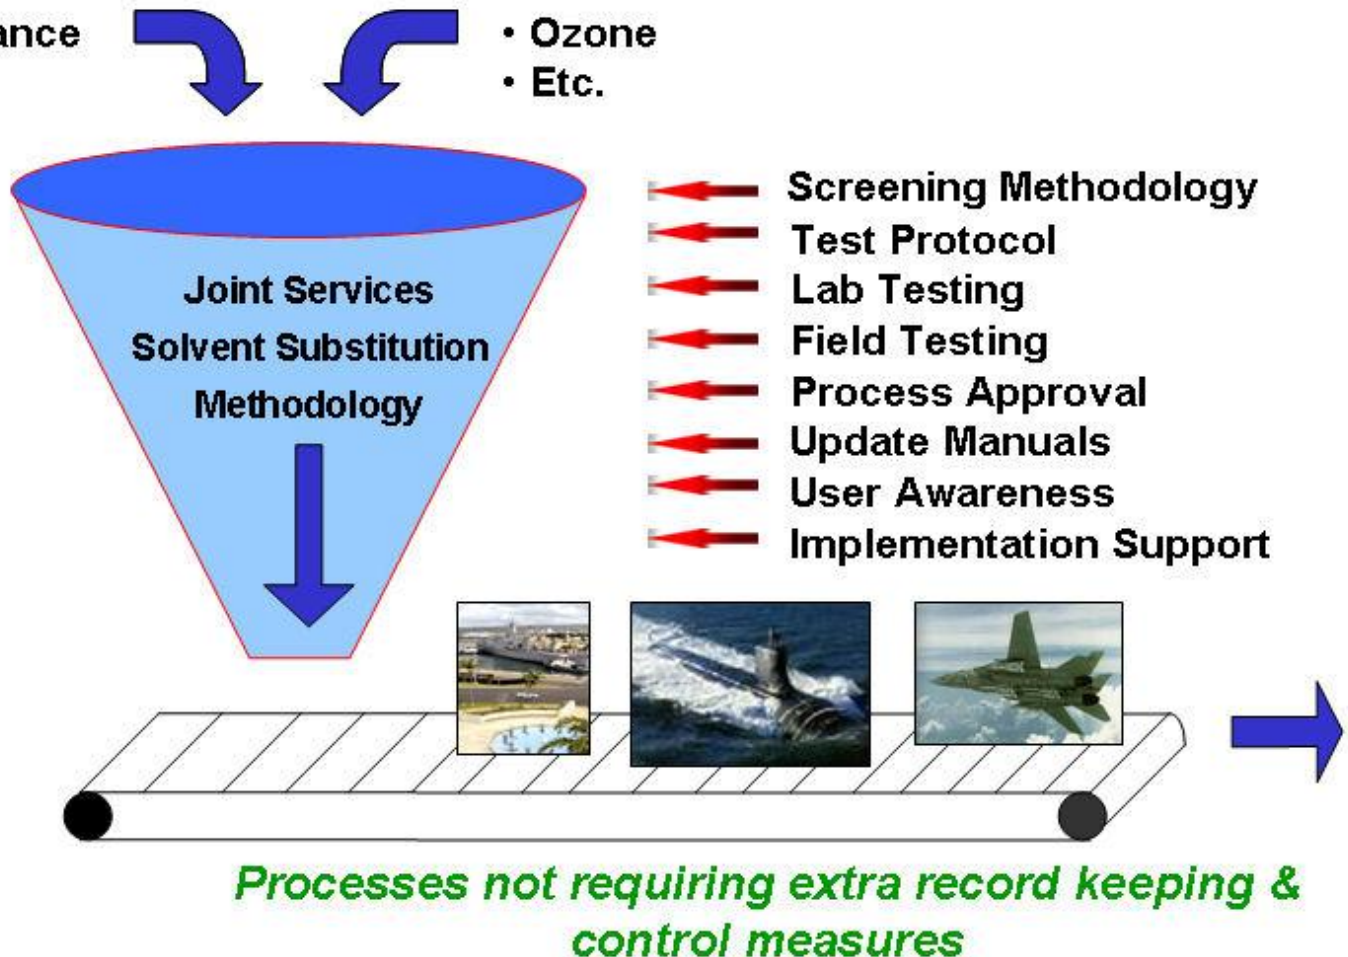 • Ozone
• Etc.
Joint Services
Solvent Substitution
Methodology
Screening Methodology
Test Protocol
Lab Testing
Field Testing
Process Approval
Update Manuals
User Awareness
Implementation Support
Processes not requiring extra record keeping &
control measures